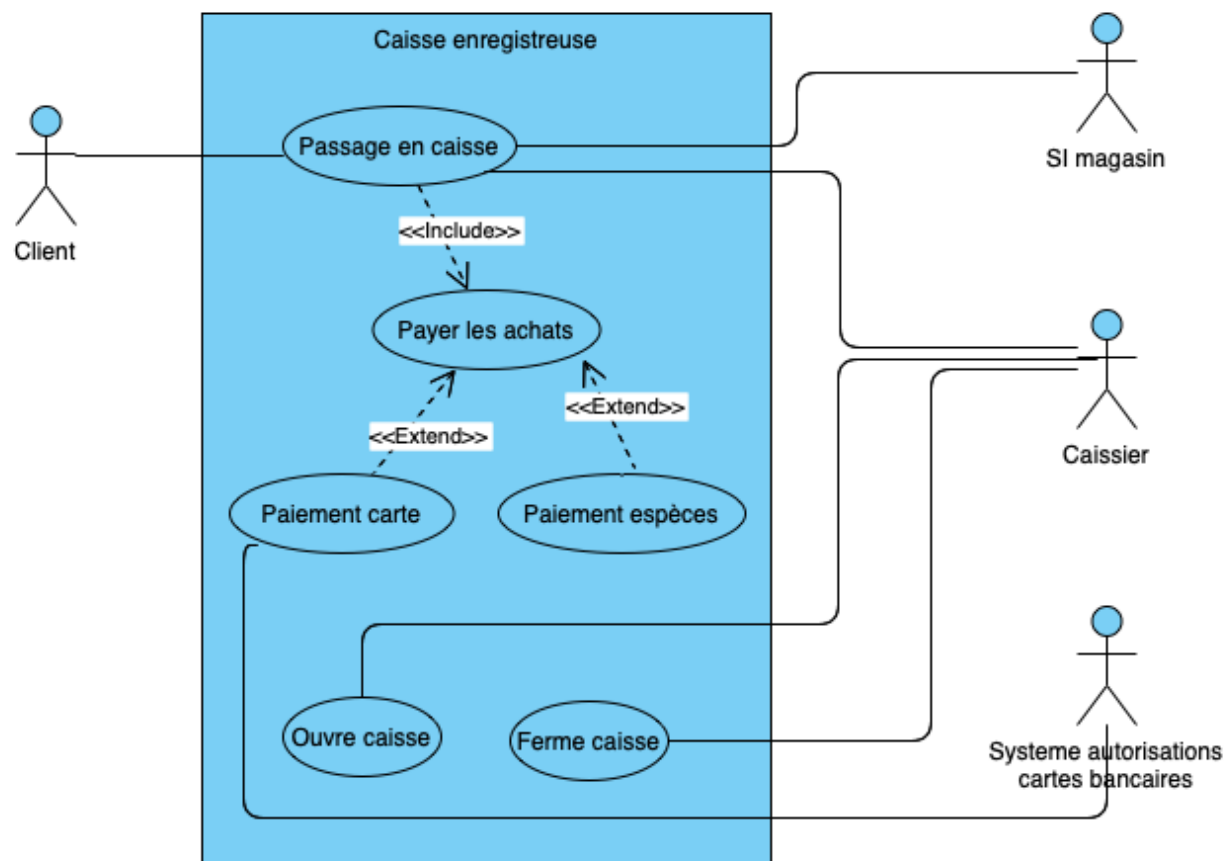 Caisse enregistreuse
Passage en caisse
SI magasin
Client
<<Include>>
Payer les achats
<<Extend>>
<<Extend>>
Caissier
Paiement carte
Paiement espèces
Ouvre caisse
Ferme caisse
Systeme autorisations
cartes bancaires